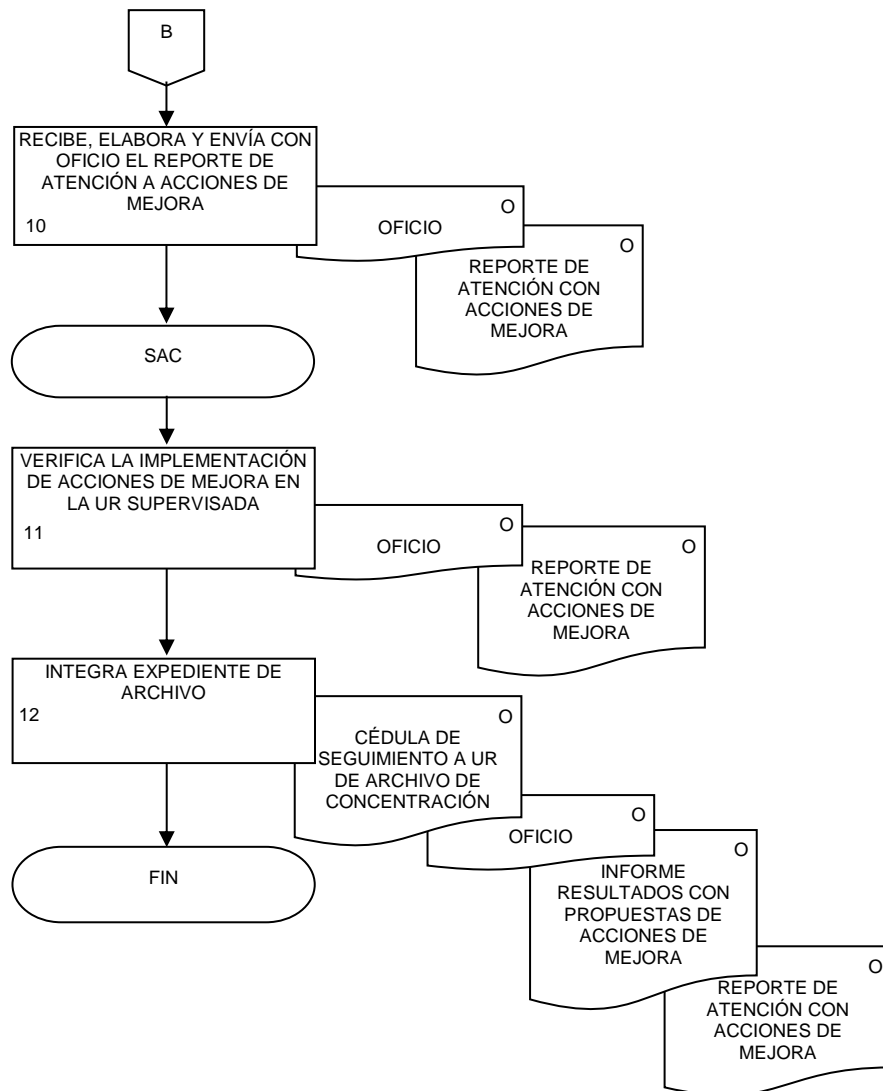 B
RECIBE, ELABORA Y ENVÍA CON
OFICIO EL REPORTE DE
ATENCIÓN A ACCIONES DE
MEJORA
10
OFICIO
O
REPORTE DE
ATENCIÓN CON
ACCIONES DE
MEJORA
O
SAC
VERIFICA LA IMPLEMENTACIÓN
DE ACCIONES DE MEJORA EN
LA UR SUPERVISADA
11
OFICIO
O
REPORTE DE
ATENCIÓN CON
ACCIONES DE
MEJORA
O
INTEGRA EXPEDIENTE DE
ARCHIVO
12
CÉDULA DE
SEGUIMIENTO A UR
DE ARCHIVO DE
CONCENTRACIÓN
O
OFICIO
O
INFORME
RESULTADOS CON
PROPUESTAS DE
ACCIONES DE
MEJORA
O
REPORTE DE
ATENCIÓN CON
ACCIONES DE
MEJORA
O
FIN